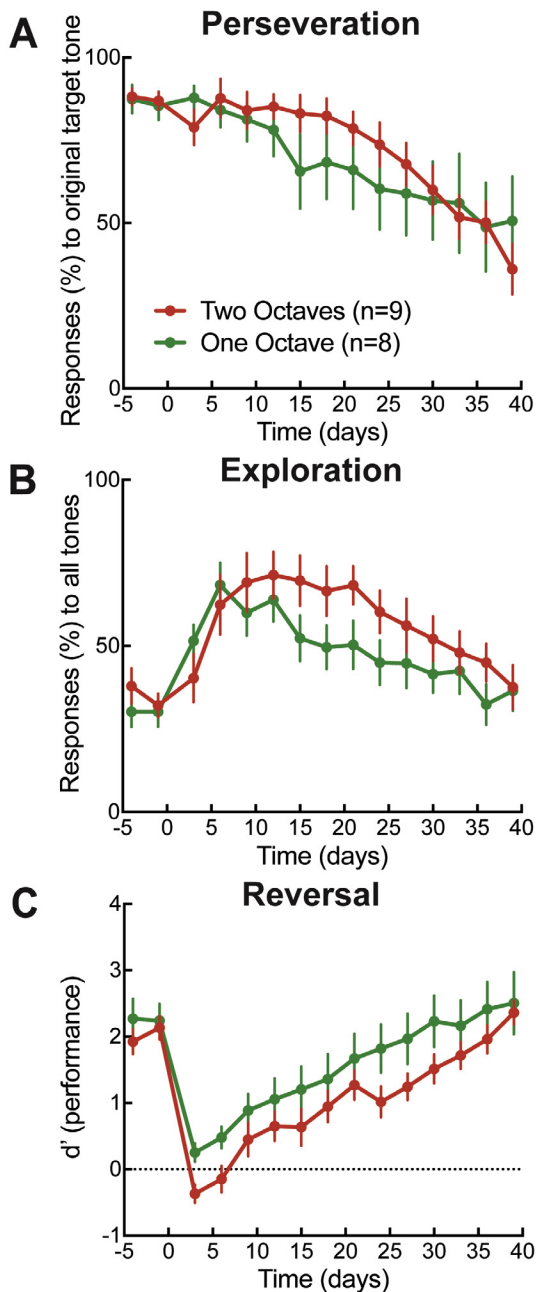 A
Perseveration
Responses (%) to original target tone
100
50
0
Two Octaves (n=9)
One Octave (n=8)
-5 0 5 10 15 20 25 30 35 40
Time (days)
B
Exploration
Responses (%) to all tones
100
50
0
-5 0 5 10 15 20 25 30 35 40
Time (days)
C
Reversal
d' (performance)
4
3
2
1
0
-1
-5 0 5 10 15 20 25 30 35 40
Time (days)